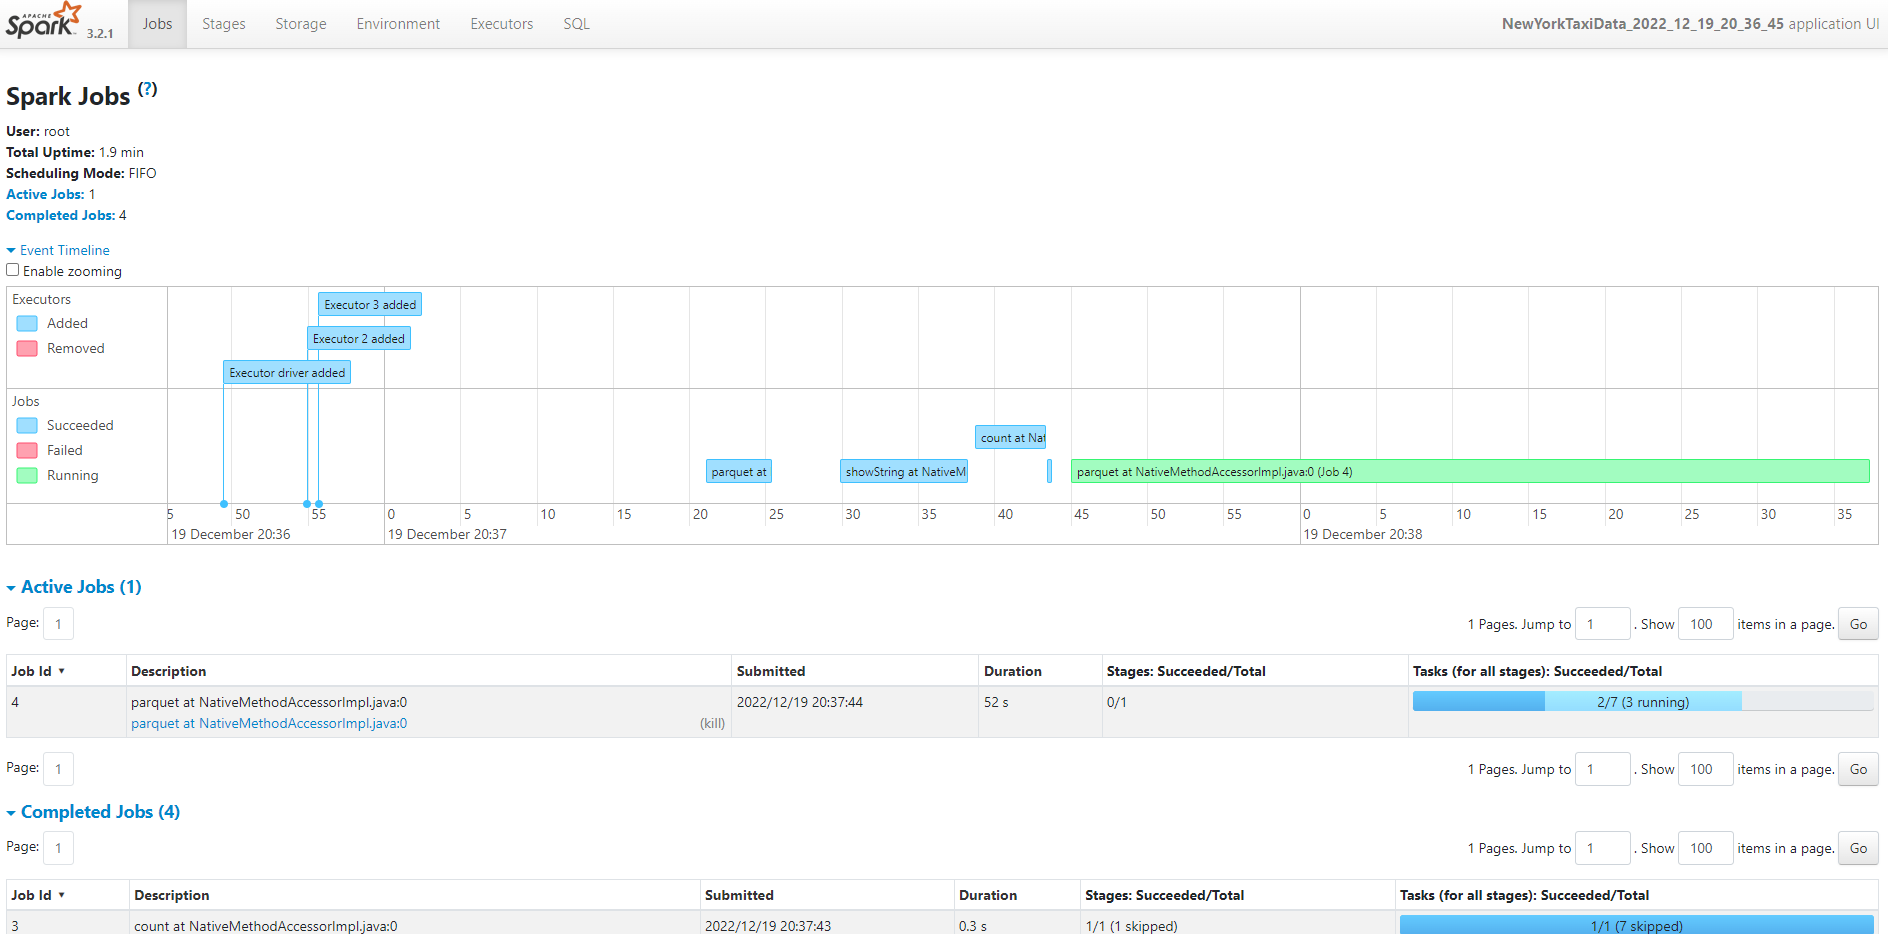 APACHE
Spark 3.2.1 Jobs Stages Storage Environment Executors SQL NewYorkTaxiData_2022_12_19_20_36_45 application UI
Spark Jobs (?)
User: root
Total Uptime: 1.9 min
Scheduling Mode: FIFO
Active Jobs: 1
Completed Jobs: 4
Event Timeline
Enable zooming
Executors
Added
Removed
Executor 3 added
Executor 2 added
Executor driver added
Jobs
Succeeded
Failed
Running
count at Nat
parquet at
showString at NativeM
parquet at NativeMethodAccessorImpl.java:0 (Job 4)
5 50 55 0 5 10 15 20 25 30 35 40 45 50 55 0 5 10 15 20 25 30 35
19 December 20:36 19 December 20:37 19 December 20:38
Active Jobs (1)
Page: 1 1 Pages. Jump to 1 . Show 100 items in a page. Go
Job Id ▾ Description Submitted Duration Stages: Succeeded/Total Tasks (for all stages): Succeeded/Total
4 parquet at NativeMethodAccessorImpl.java:0 2022/12/19 20:37:44 52 s 0/1 2/7 (3 running)
parquet at NativeMethodAccessorImpl.java:0 (kill)
Page: 1 1 Pages. Jump to 1 . Show 100 items in a page. Go
Completed Jobs (4)
Page: 1 1 Pages. Jump to 1 . Show 100 items in a page. Go
Job Id ▾ Description Submitted Duration Stages: Succeeded/Total Tasks (for all stages): Succeeded/Total
3 count at NativeMethodAccessorImpl.java:0 2022/12/19 20:37:43 0.3 s 1/1 (1 skipped) 1/1 (7 skipped)